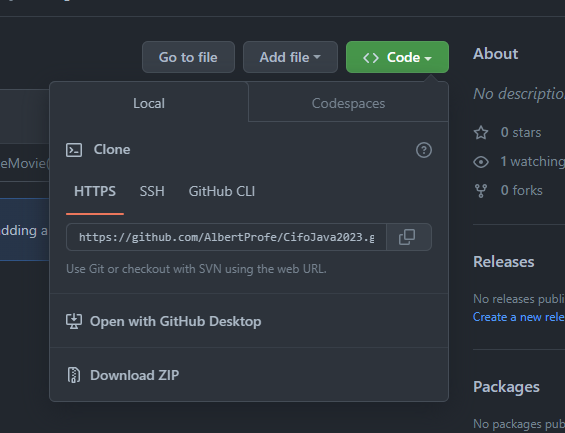 Go to file
Add file
Code
About
No description
Local
Codespaces
0 stars
Clone
1 watching
eMovie(
HTTPS
SSH
GitHub CLI
0 forks
dding a
https://github.com/AlbertProfe/CifoJava2023.g
Use Git or checkout with SVN using the web URL.
Releases
No releases publi
Create a new rele
Open with GitHub Desktop
Download ZIP
Packages
No packages pub